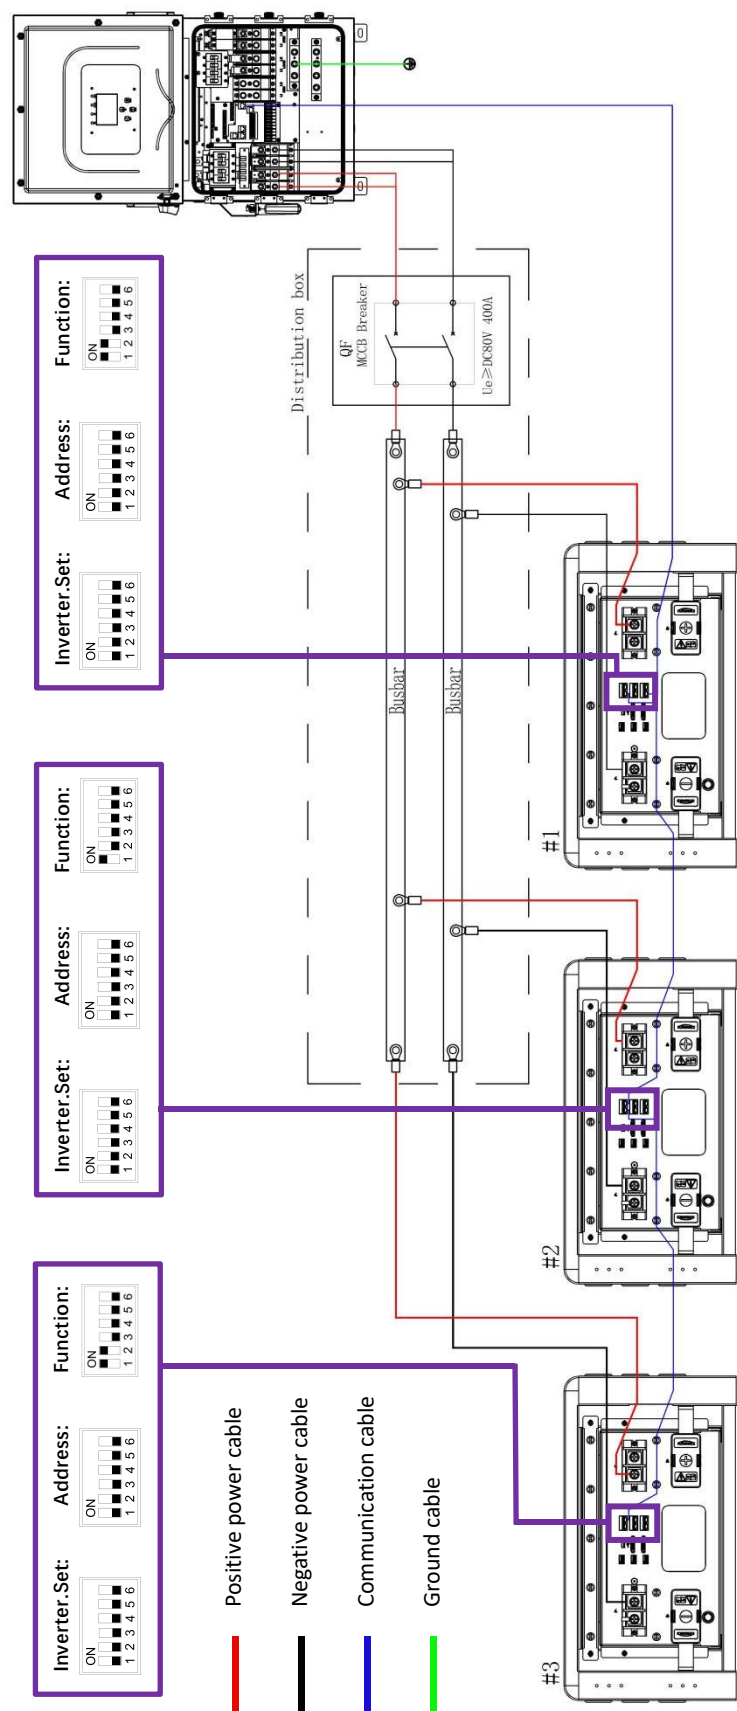 Inverter.Set:
ON
1 2 3 4 5 6
Address:
ON
1 2 3 4 5 6
Function:
ON
1 2 3 4 5 6
Inverter.Set:
ON
1 2 3 4 5 6
Address:
ON
1 2 3 4 5 6
Function:
ON
1 2 3 4 5 6
Inverter.Set:
ON
1 2 3 4 5 6
Address:
ON
1 2 3 4 5 6
Function:
ON
1 2 3 4 5 6
Positive power cable
Negative power cable
Communication cable
Ground cable
Distribution box
QF
MCCB Breaker
Ue≥DC80V 400A
Busbar
Busbar
#3
#2
#1